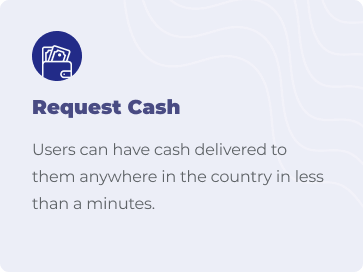 Request Cash
Users can have cash delivered to
them anywhere in the country in less
than a minutes.